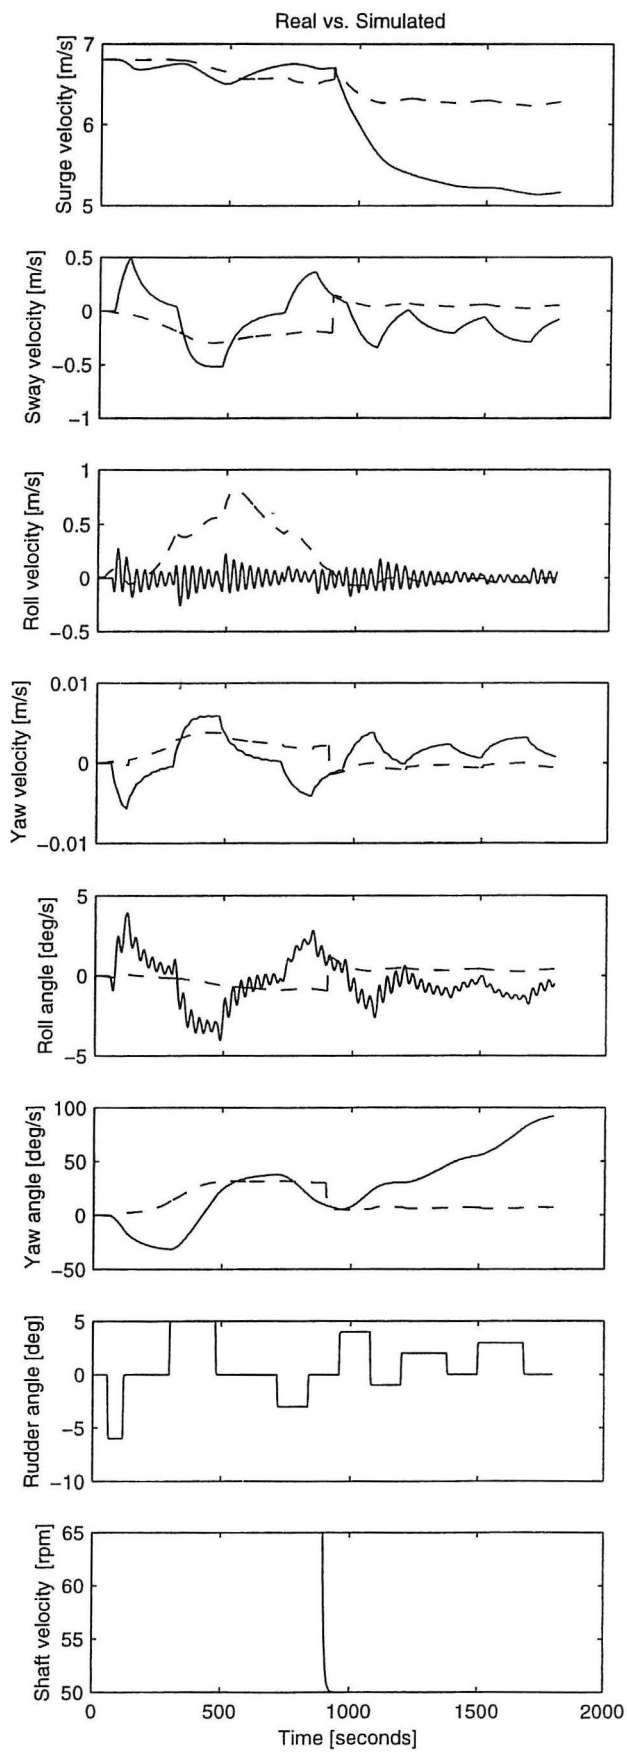 Real vs. Simulated
Surge velocity [m/s]
7
6
5
Sway velocity [m/s]
0.5
0
−0.5
−1
Roll velocity [m/s]
1
0.5
0
−0.5
Yaw velocity [m/s]
0.01
0
−0.01
Roll angle [deg/s]
5
0
−5
Yaw angle [deg/s]
100
50
0
−50
Rudder angle [deg]
5
0
−5
−10
Shaft velocity [rpm]
65
60
55
50
0 500 1000 1500 2000
Time [seconds]